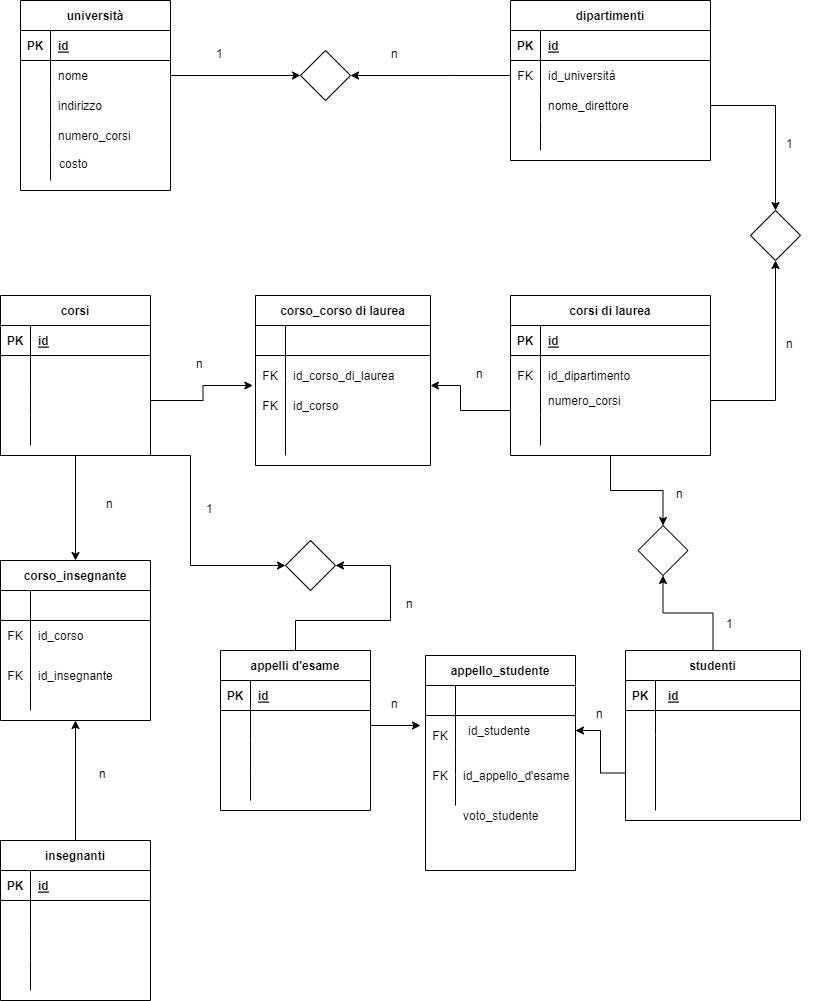 università
PK id
nome
indirizzo
numero_corsi
costo
1
n
dipartimenti
PK id
FK id_università
nome_direttore
1
n
corsi
PK id
n
corso_corso di laurea
FK id_corso_di_laurea
FK id_corso
n
corsi di laurea
PK id
FK id_dipartimento
numero_corsi
n
1
n
n
1
corso_insegnante
FK id_corso
FK id_insegnante
n
insegnanti
PK id
appelli d'esame
PK id
n
appello_studente
FK id_studente
FK id_appello_d'esame
voto_studente
n
studenti
PK id